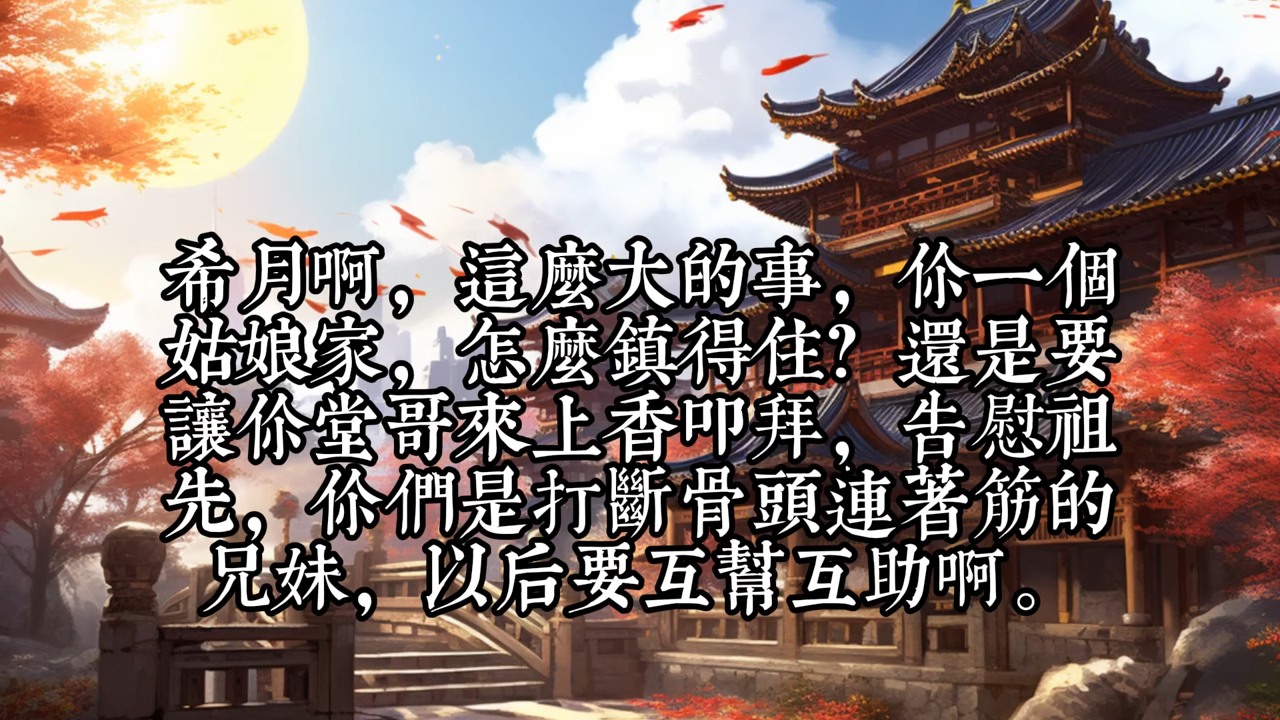 希月啊，這麼大的事，伱一個
姑娘家，怎麼鎮得住？還是要
讓伱堂哥來上香叩拜，告慰祖
先，伱們是打斷骨頭連著筋的
兄妹，以后要互幫互助啊。